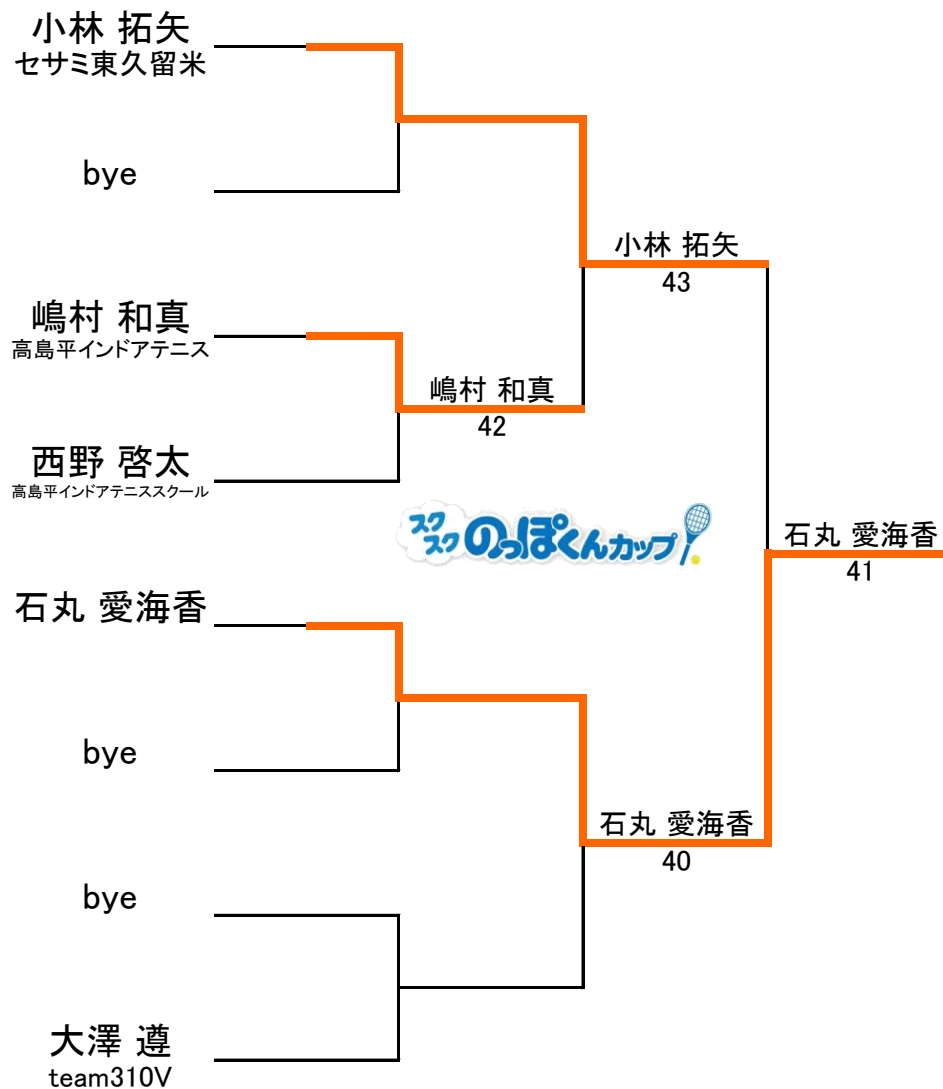 小林 拓矢
セサミ東久留米
bye
小林 拓矢
43
嶋村 和真
高島平インドアテニス
嶋村 和真
42
西野 啓太
高島平インドアテニススクール
スクスク のっぽくんカップ
石丸 愛海香
41
石丸 愛海香
bye
石丸 愛海香
40
bye
大澤 遵
team310V